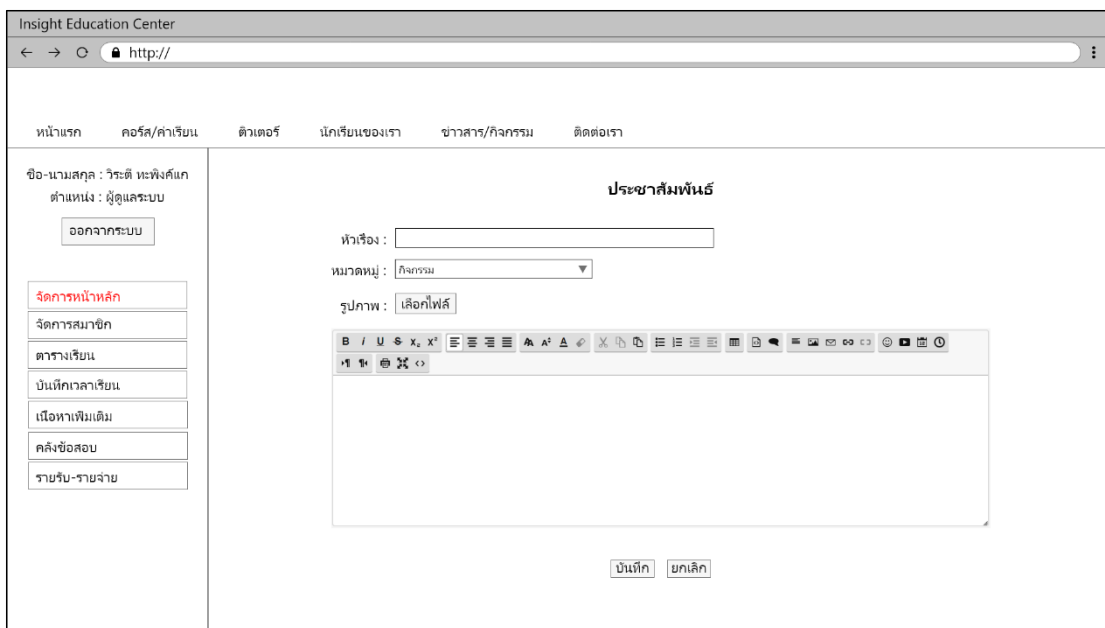 Insight Education Center
http://
หน้าแรก คอร์ส/ค่าเรียน ติวเตอร์ นักเรียนของเรา ข่าวสาร/กิจกรรม ติดต่อเรา
ชื่อ-นามสกุล : วิระติ ทะพิงค์แก
ตำแหน่ง : ผู้ดูแลระบบ
ออกจากระบบ
จัดการหน้าหลัก
จัดการสมาชิก
ตารางเรียน
บันทึกเวลาเรียน
เนื้อหาเพิ่มเติม
คลังข้อสอบ
รายรับ-รายจ่าย
ประชาสัมพันธ์
หัวเรื่อง :
หมวดหมู่ : กิจกรรม
รูปภาพ : เลือกไฟล์
บันทึก ยกเลิก